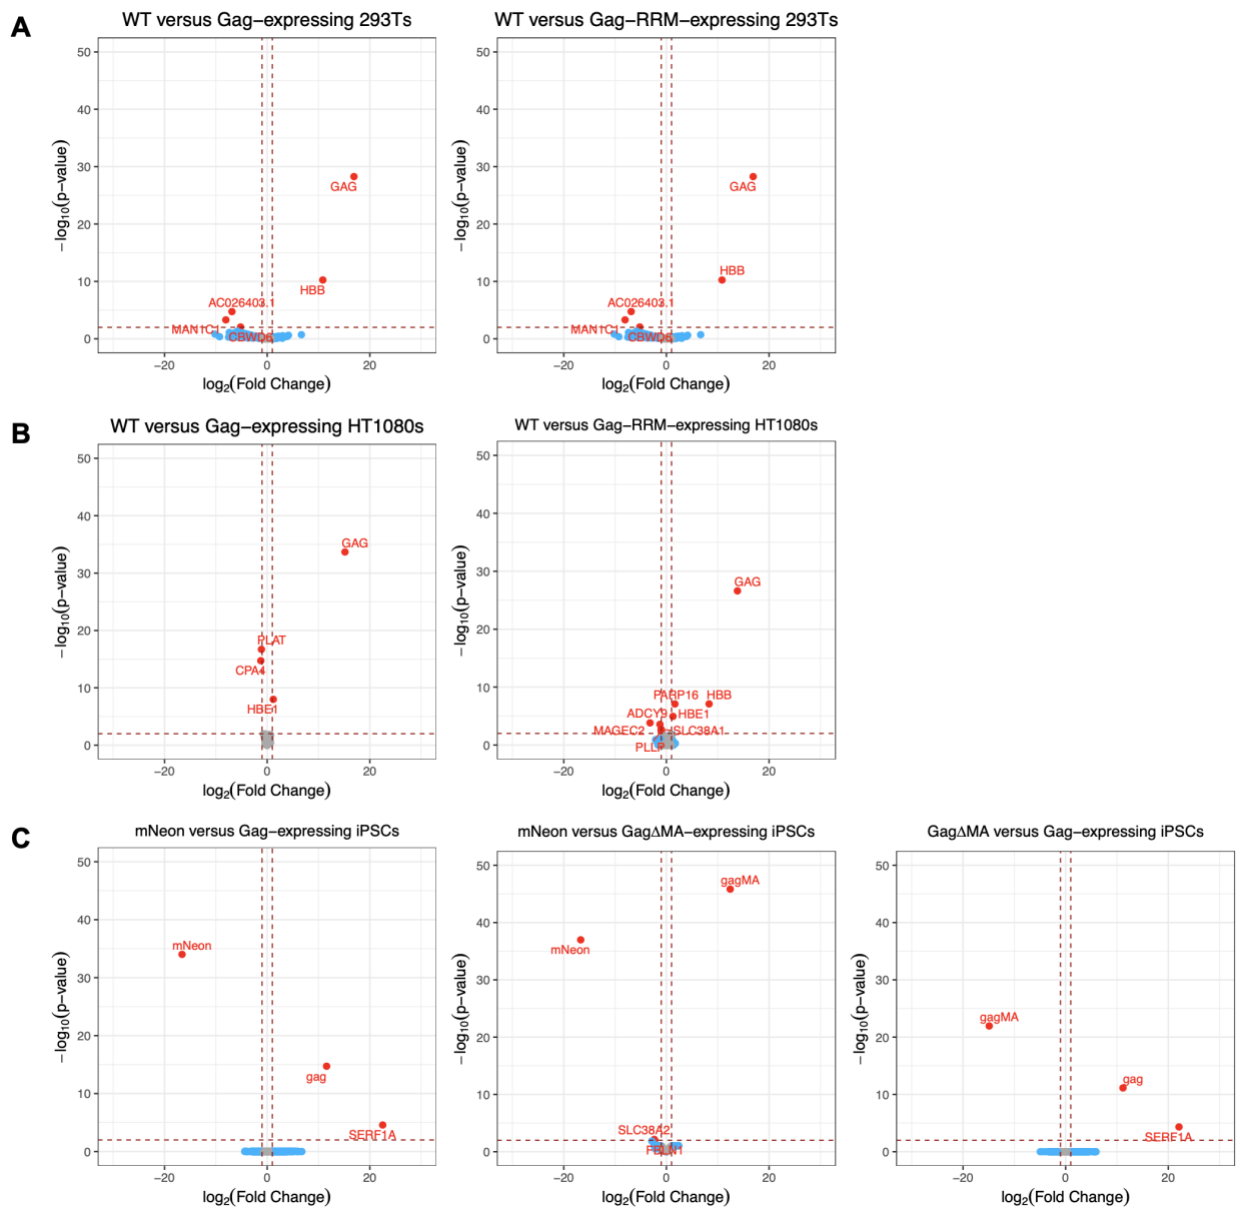 A
WT versus Gag−expressing 293Ts
50
40
30
20
10
0
−20
0
20
−log10(p−value)
log2(Fold Change)
GAG
HBB
AC026403.1
MAN1C1
CBWD6
WT versus Gag−RRM−expressing 293Ts
50
40
30
20
10
0
−20
0
20
−log10(p−value)
log2(Fold Change)
GAG
HBB
AC026403.1
MAN1C1
CBWD6
B
WT versus Gag−expressing HT1080s
50
40
30
20
10
0
−20
0
20
−log10(p−value)
log2(Fold Change)
GAG
PLAT
CPA4
HBE1
WT versus Gag−RRM−expressing HT1080s
50
40
30
20
10
0
−20
0
20
−log10(p−value)
log2(Fold Change)
GAG
PARP16
HBB
ADCY9
HBE1
MAGEC2
SLC38A1
PLLP
C
mNeon versus Gag−expressing iPSCs
50
40
30
20
10
0
−20
0
20
−log10(p−value)
log2(Fold Change)
mNeon
gag
SERF1A
mNeon versus GagΔMA−expressing iPSCs
50
40
30
20
10
0
−20
0
20
−log10(p−value)
log2(Fold Change)
gagMA
mNeon
SLC38A2
GagΔMA versus Gag−expressing iPSCs
50
40
30
20
10
0
−20
0
20
−log10(p−value)
log2(Fold Change)
gagMA
gag
SERF1A